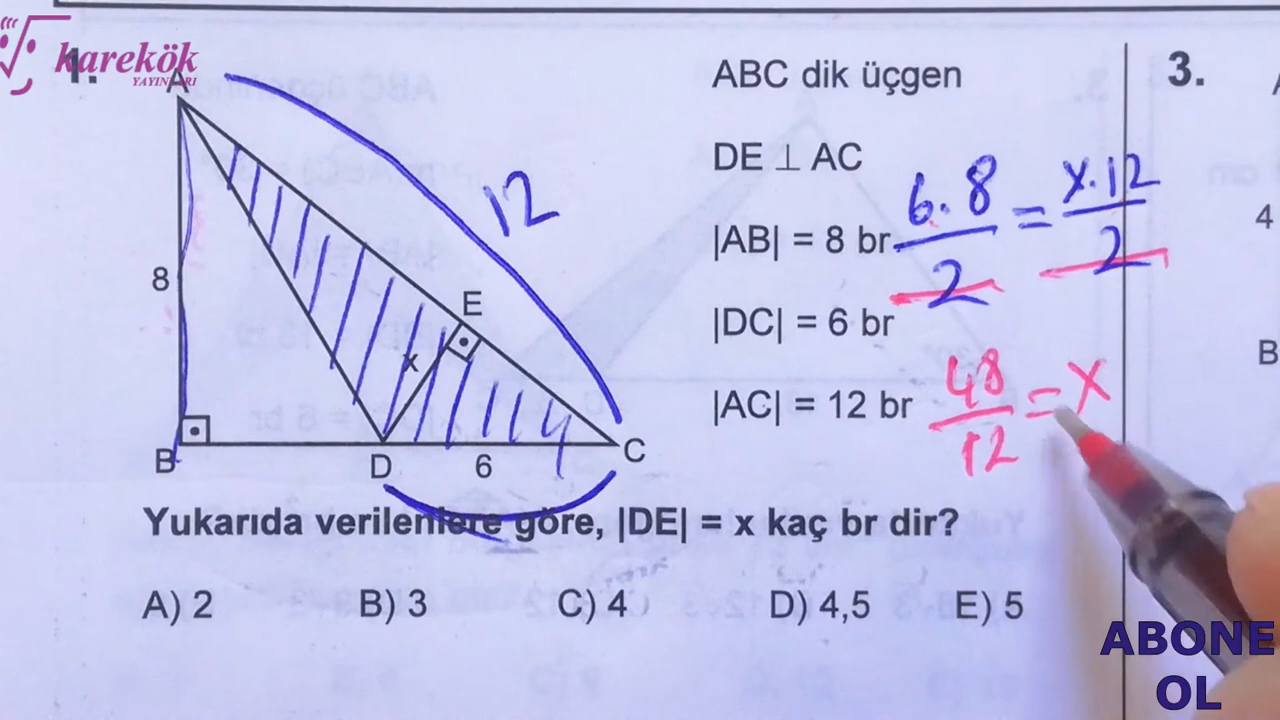 karekök
YAYINLARI
1.
A
12
8
E
x
B
D
6
C
ABC dik üçgen
DE ⊥ AC
|AB| = 8 br
|DC| = 6 br
|AC| = 12 br
6.8/2 = x.12/2
48/12 = x
Yukarıda verilenlere göre, |DE| = x kaç br dir?
A) 2 B) 3 C) 4 D) 4,5 E) 5
3.
4
B
ABONE
OL